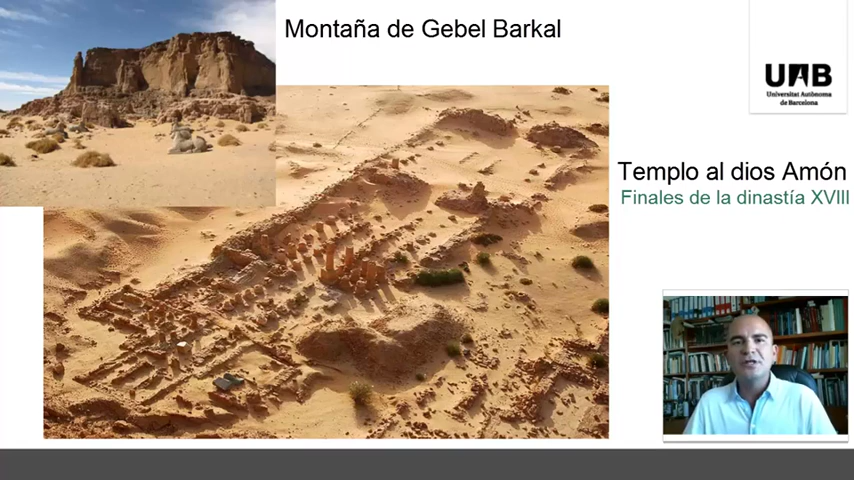 Montaña de Gebel Barkal
UAB
Universitat Autònoma
de Barcelona
Templo al dios Amón
Finales de la dinastía XVIII